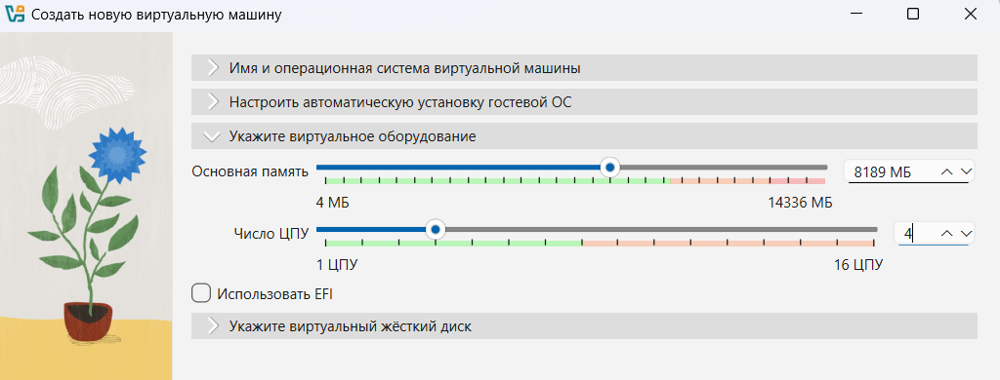 Создать новую виртуальную машину
Имя и операционная система виртуальной машины
Настроить автоматическую установку гостевой ОС
Укажите виртуальное оборудование
Основная память 8189 МБ
4 МБ 14336 МБ
Число ЦПУ 4
1 ЦПУ 16 ЦПУ
Использовать EFI
Укажите виртуальный жёсткий диск